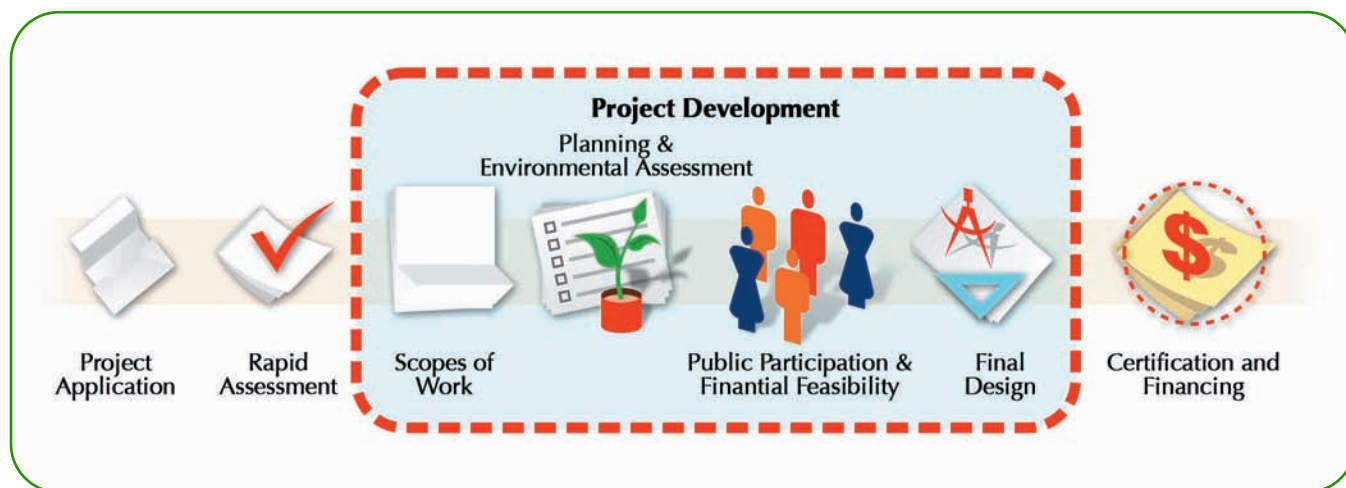 Project Development
Planning &
Environmental Assessment
Project
Application
Rapid
Assessment
Scopes of
Work
Public Participation &
Finantial Feasibility
Final
Design
Certification and
Financing
$